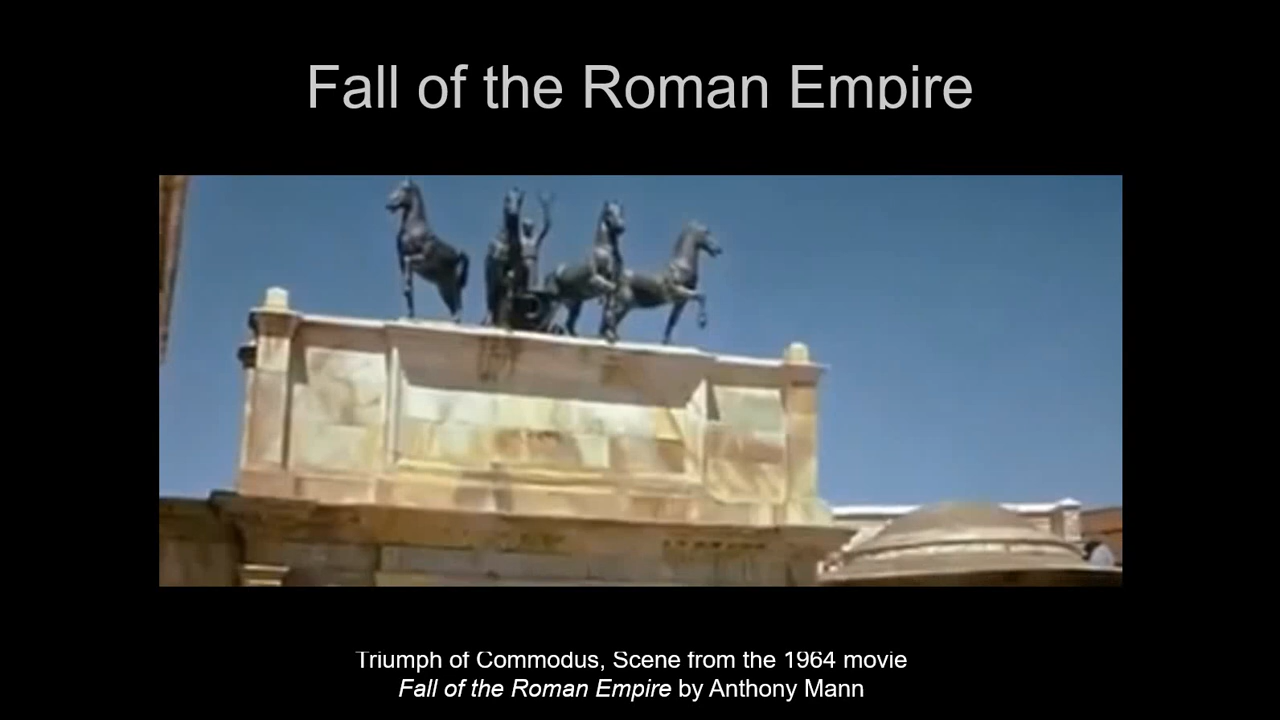 Fall of the Roman Empire
Triumph of Commodus, Scene from the 1964 movie
Fall of the Roman Empire by Anthony Mann